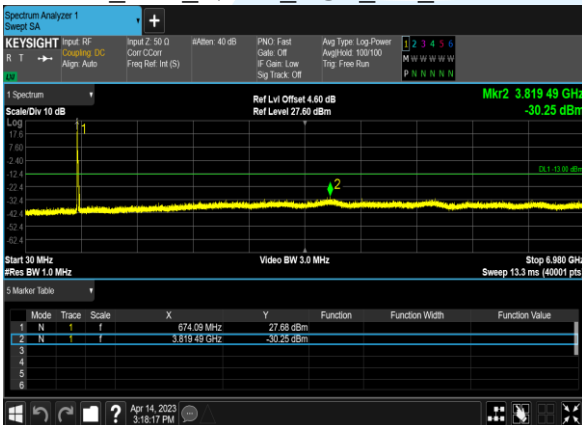 Spectrum Analyzer 1
Swept SA
+
KEYSIGHT Input: RF Input Z: 50 Ω #Atten: 40 dB PNO: Fast Avg Type: Log-Power 1 2 3 4 5 6
R T Coupling: DC Corr CCorr Gate: Off Avg|Hold: 100/100 M W W W W W
Align: Auto Freq Ref: Int (S) IF Gain: Low Trig: Free Run
LV Sig Track: Off P N N N N N
1 Spectrum Ref Lvl Offset 4.60 dB Mkr2 3.819 49 GHz
Scale/Div 10 dB Ref Level 27.60 dBm -30.25 dBm
Log
17.6
7.60
-2.40
-12.4
-22.4
-32.4
-42.4
-52.4
-62.4
1
DL1 -13.00 dBm
2
Start 30 MHz Video BW 3.0 MHz Stop 6.980 GHz
#Res BW 1.0 MHz Sweep 13.3 ms (40001 pts)
5 Marker Table
Mode Trace Scale X Y Function Function Width Function Value
1 N 1 f 674.09 MHz 27.68 dBm
2 N 1 f 3.819 49 GHz -30.25 dBm
3
4
5
6
? Apr 14, 2023
3:18:17 PM